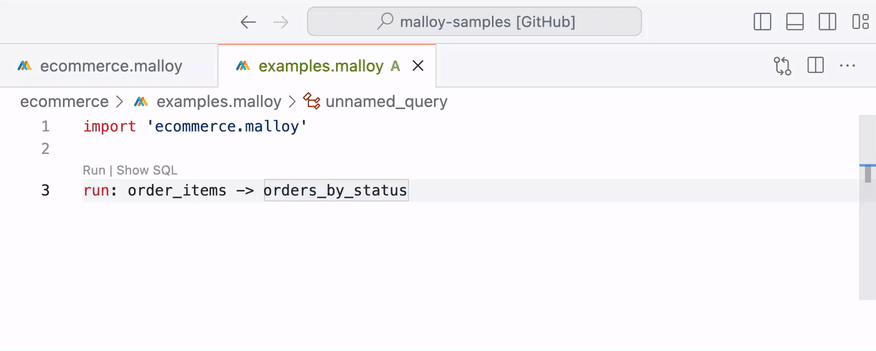 malloy-samples [GitHub]
ecommerce.malloy examples.malloy A
ecommerce > examples.malloy > unnamed_query
1 import 'ecommerce.malloy'
2
Run | Show SQL
3 run: order_items -> orders_by_status